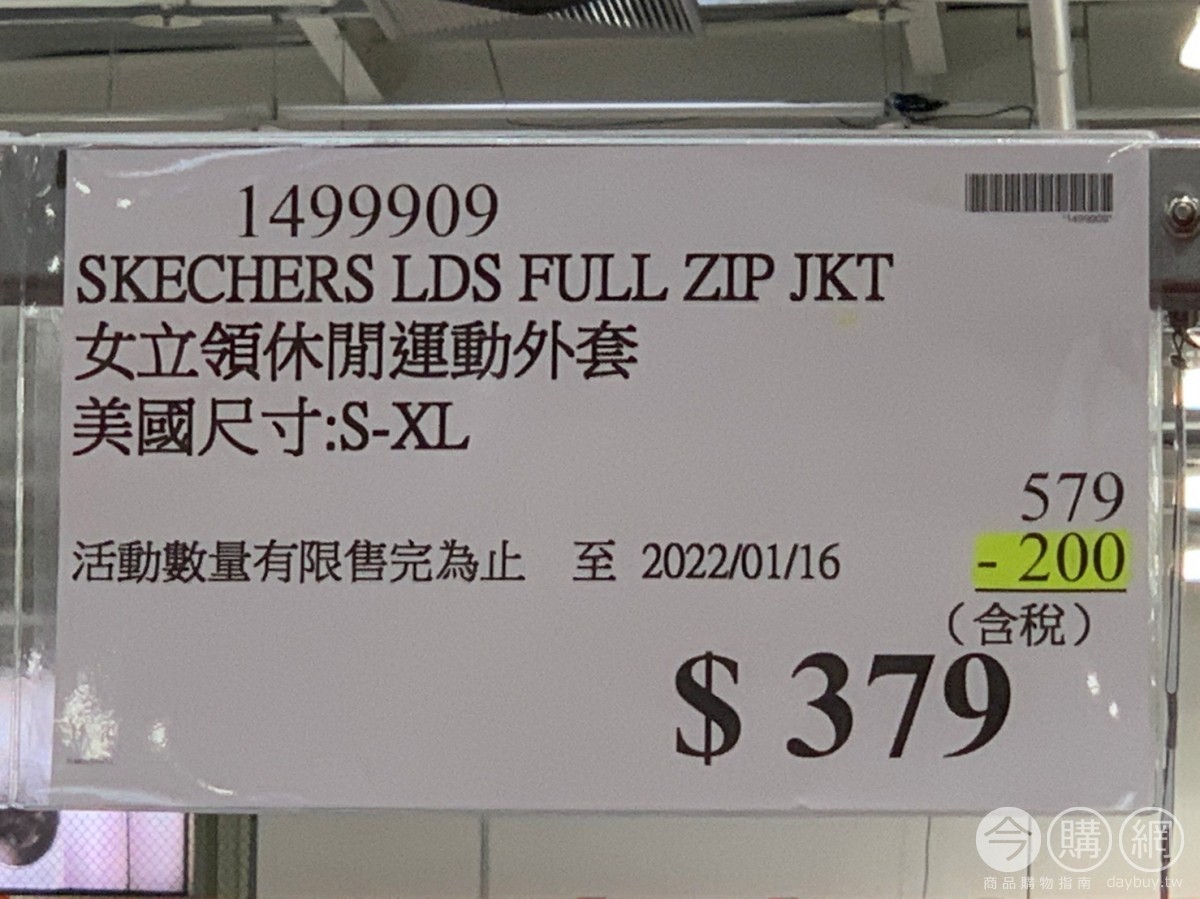 1499909
"1499909"
SKECHERS LDS FULL ZIP JKT
女立領休閒運動外套
美國尺寸:S-XL
579
活動數量有限售完為止 至 2022/01/16 - 200
(含稅)
$ 379
今購網
商品購物指南 daybuy.tw